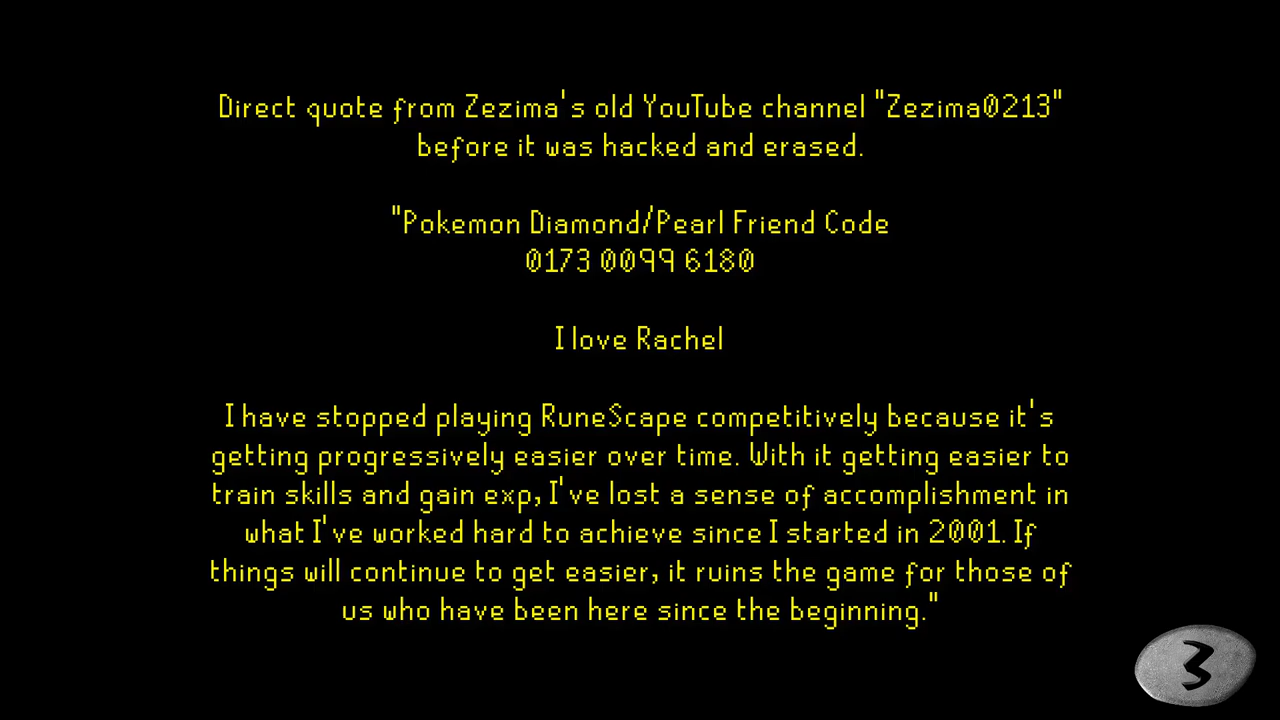 Direct quote from Zezima's old YouTube channel "Zezima0213"
before it was hacked and erased.
"Pokemon Diamond/Pearl Friend Code
0173 0099 6180
I love Rachel
I have stopped playing RuneScape competitively because it's
getting progressively easier over time. With it getting easier to
train skills and gain exp, I've lost a sense of accomplishment in
what I've worked hard to achieve since I started in 2001. If
things will continue to get easier, it ruins the game for those of
us who have been here since the beginning."
3